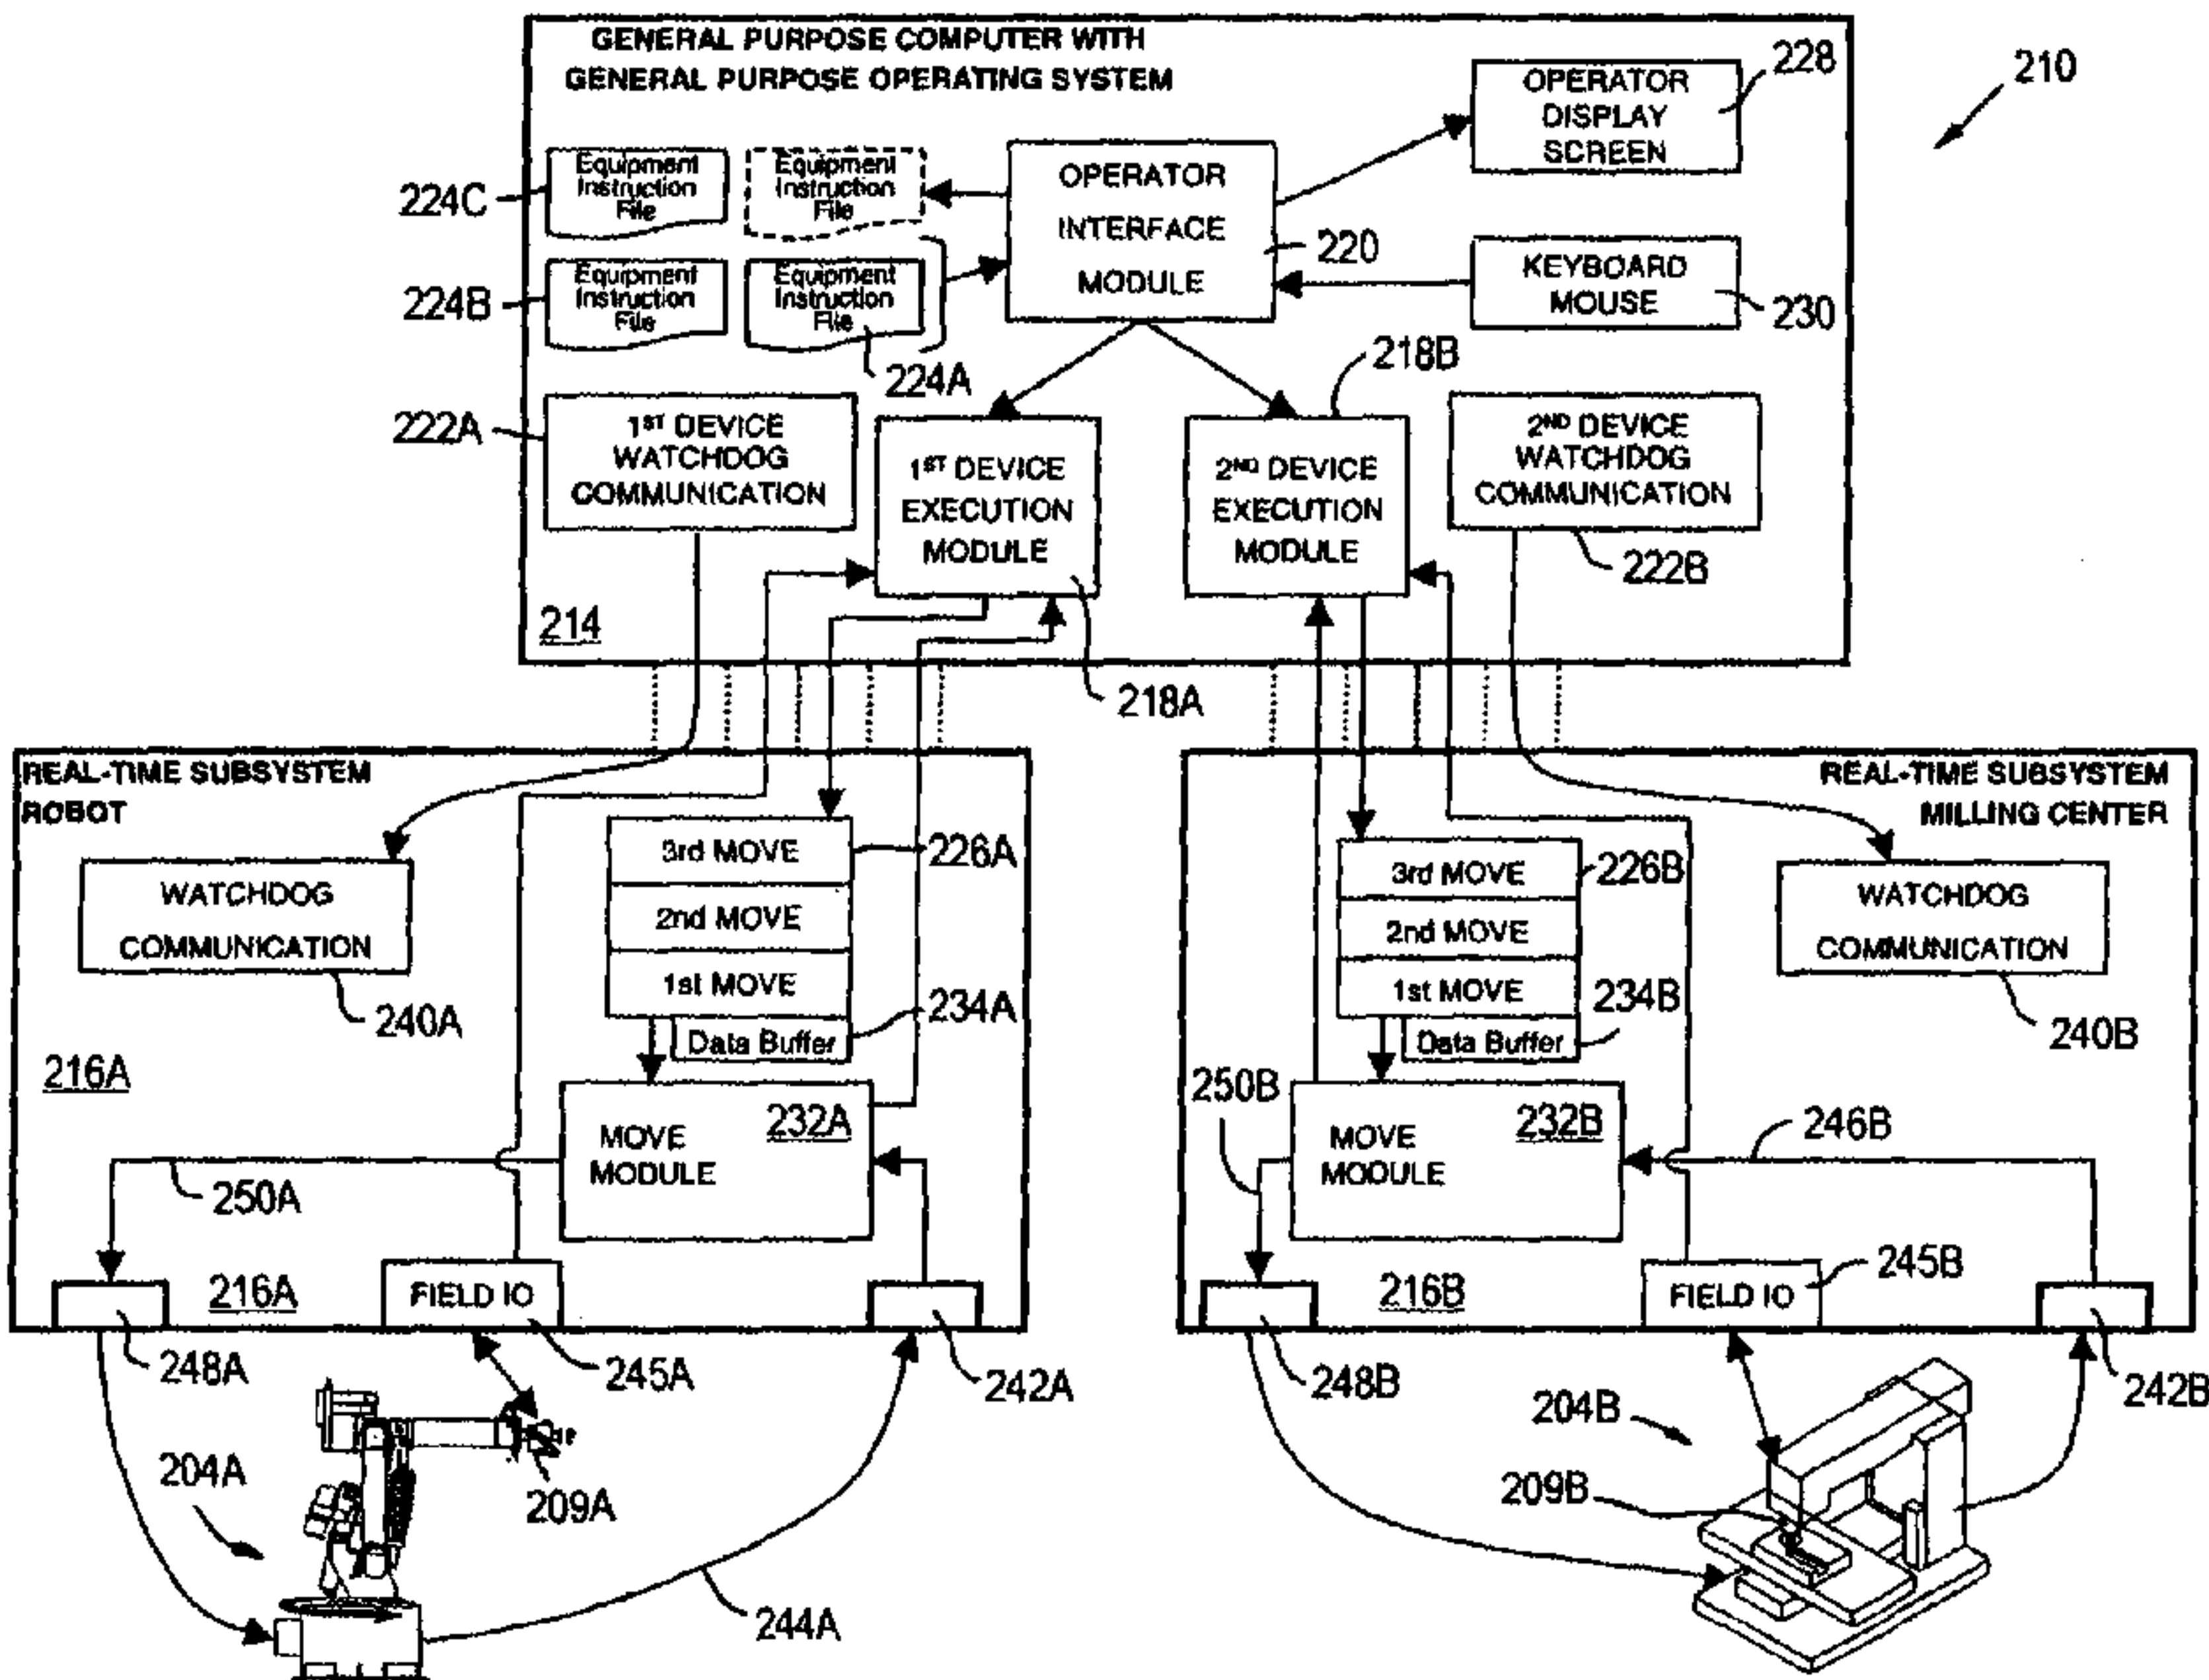 GENERAL PURPOSE COMPUTER WITH
GENERAL PURPOSE OPERATING SYSTEM
OPERATOR
DISPLAY
SCREEN
228
210
Equipment
Instruction
File
224C
Equipment
Instruction
File
OPERATOR
INTERFACE
MODULE
220
Equipment
Instruction
File
224B
Equipment
Instruction
File
224A
KEYBOARD
MOUSE
230
218B
222A
1ST DEVICE
WATCHDOG
COMMUNICATION
1ST DEVICE
EXECUTION
MODULE
2ND DEVICE
EXECUTION
MODULE
2ND DEVICE
WATCHDOG
COMMUNICATION
222B
214
218A
REAL-TIME SUBSYSTEM
ROBOT
WATCHDOG
COMMUNICATION
240A
3rd MOVE
226A
2nd MOVE
1st MOVE
234A
Data Buffer
216A
232A
MOVE
MODULE
250A
216A
FIELD IO
248A
245A
242A
204A
209A
244A
REAL-TIME SUBSYSTEM
MILLING CENTER
3rd MOVE
226B
2nd MOVE
1st MOVE
234B
Data Buffer
WATCHDOG
COMMUNICATION
240B
250B
232B
MOVE
MODULE
246B
216B
FIELD IO
245B
248B
242B
204B
209B